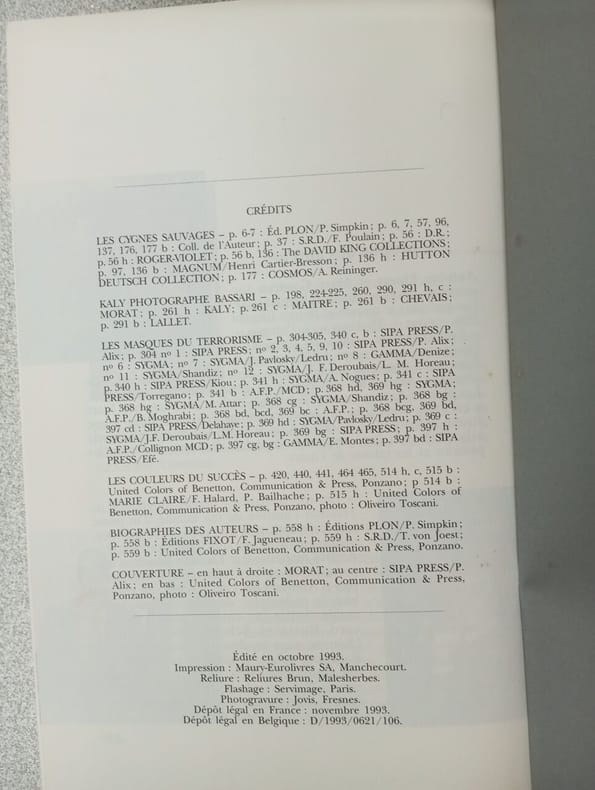 CRÉDITS
LES CYGNES SAUVAGES – p. 6-7 : Éd. PLON/P. Simpkin ; p. 6, 7, 57, 96,
137, 176, 177 b : Coll. de l'Auteur ; p. 37 : S.R.D./F. Poulain ; p. 56 : D.R. ;
p. 56 h : ROGER-VIOLET ; p. 56 b, 136 : The DAVID KING COLLECTIONS ;
p. 97, 136 b : MAGNUM/Henri Cartier-Bresson ; p. 136 h : HUTTON
DEUTSCH COLLECTION ; p. 177 : COSMOS/A. Reininger.
KALY PHOTOGRAPHE BASSARI – p. 198, 224-225, 260, 290, 291 h, c :
MORAT ; p. 261 h : KALY ; p. 261 c : MAITRE ; p. 261 b : CHEVAIS ;
p. 291 b : LALLET.
LES MASQUES DU TERRORISME – p. 304-305, 340 c, b : SIPA PRESS/P.
Alix ; p. 304 nº 1 : SIPA PRESS ; nº 2, 3, 4, 5, 9, 10 : SIPA PRESS/P. Alix ;
nº 6 : SYGMA ; nº 7 : SYGMA/J. Pavlosky/Ledru ; nº 8 : GAMMA/Denize ;
nº 11 : SYGMA/Shandiz ; nº 12 : SYGMA/J. F. Deroubais/L. M. Horeau ;
p. 340 h : SIPA PRESS/Kiou ; p. 341 h : SYGMA/A. Nogues ; p. 341 c : SIPA
PRESS/Torregano ; p. 341 b : A.F.P./MCD ; p. 368 hd, 369 hg : SYGMA ;
p. 368 hg : SYGMA/M. Attar ; p. 368 cg : SYGMA/Shandiz ; p. 368 bg :
A.F.P./B. Moghrabi ; p. 368 bd, bcd, 369 bc : A.F.P. ; p. 368 bcg, 369 bd,
397 cd : SIPA PRESS/Delahaye ; p. 369 hd : SYGMA/Pavlosky/Ledru ; p. 369 c :
SYGMA/J.F. Deroubais/L.M. Horeau ; p. 369 bg : SIPA PRESS ; p. 397 h :
A.F.P./Collignon MCD ; p. 397 cg, bg : GAMMA/E. Montes ; p. 397 bd : SIPA
PRESS/Efé.
LES COULEURS DU SUCCÈS – p. 420, 440, 441, 464 465, 514 h, c, 515 b :
United Colors of Benetton, Communication & Press, Ponzano ; p 514 b :
MARIE CLAIRE/F. Halard, P. Bailhache ; p. 515 h : United Colors of
Benetton, Communication & Press, Ponzano, photo : Oliveiro Toscani.
BIOGRAPHIES DES AUTEURS – p. 558 h : Éditions PLON/P. Simpkin ;
p. 558 b : Éditions FIXOT/F. Jagueneau ; p. 559 h : S.R.D./T. von Joest ;
p. 559 b : United Colors of Benetton, Communication & Press, Ponzano.
COUVERTURE – en haut à droite : MORAT ; au centre : SIPA PRESS/P.
Alix ; en bas : United Colors of Benetton, Communication & Press,
Ponzano, photo : Oliveiro Toscani.
Édité en octobre 1993.
Impression : Maury-Eurolivres SA, Manchecourt.
Reliure : Reliures Brun, Malesherbes.
Flashage : Servimage, Paris.
Photogravure : Jovis, Fresnes.
Dépôt légal en France : novembre 1993.
Dépôt légal en Belgique : D/1993/0621/106.